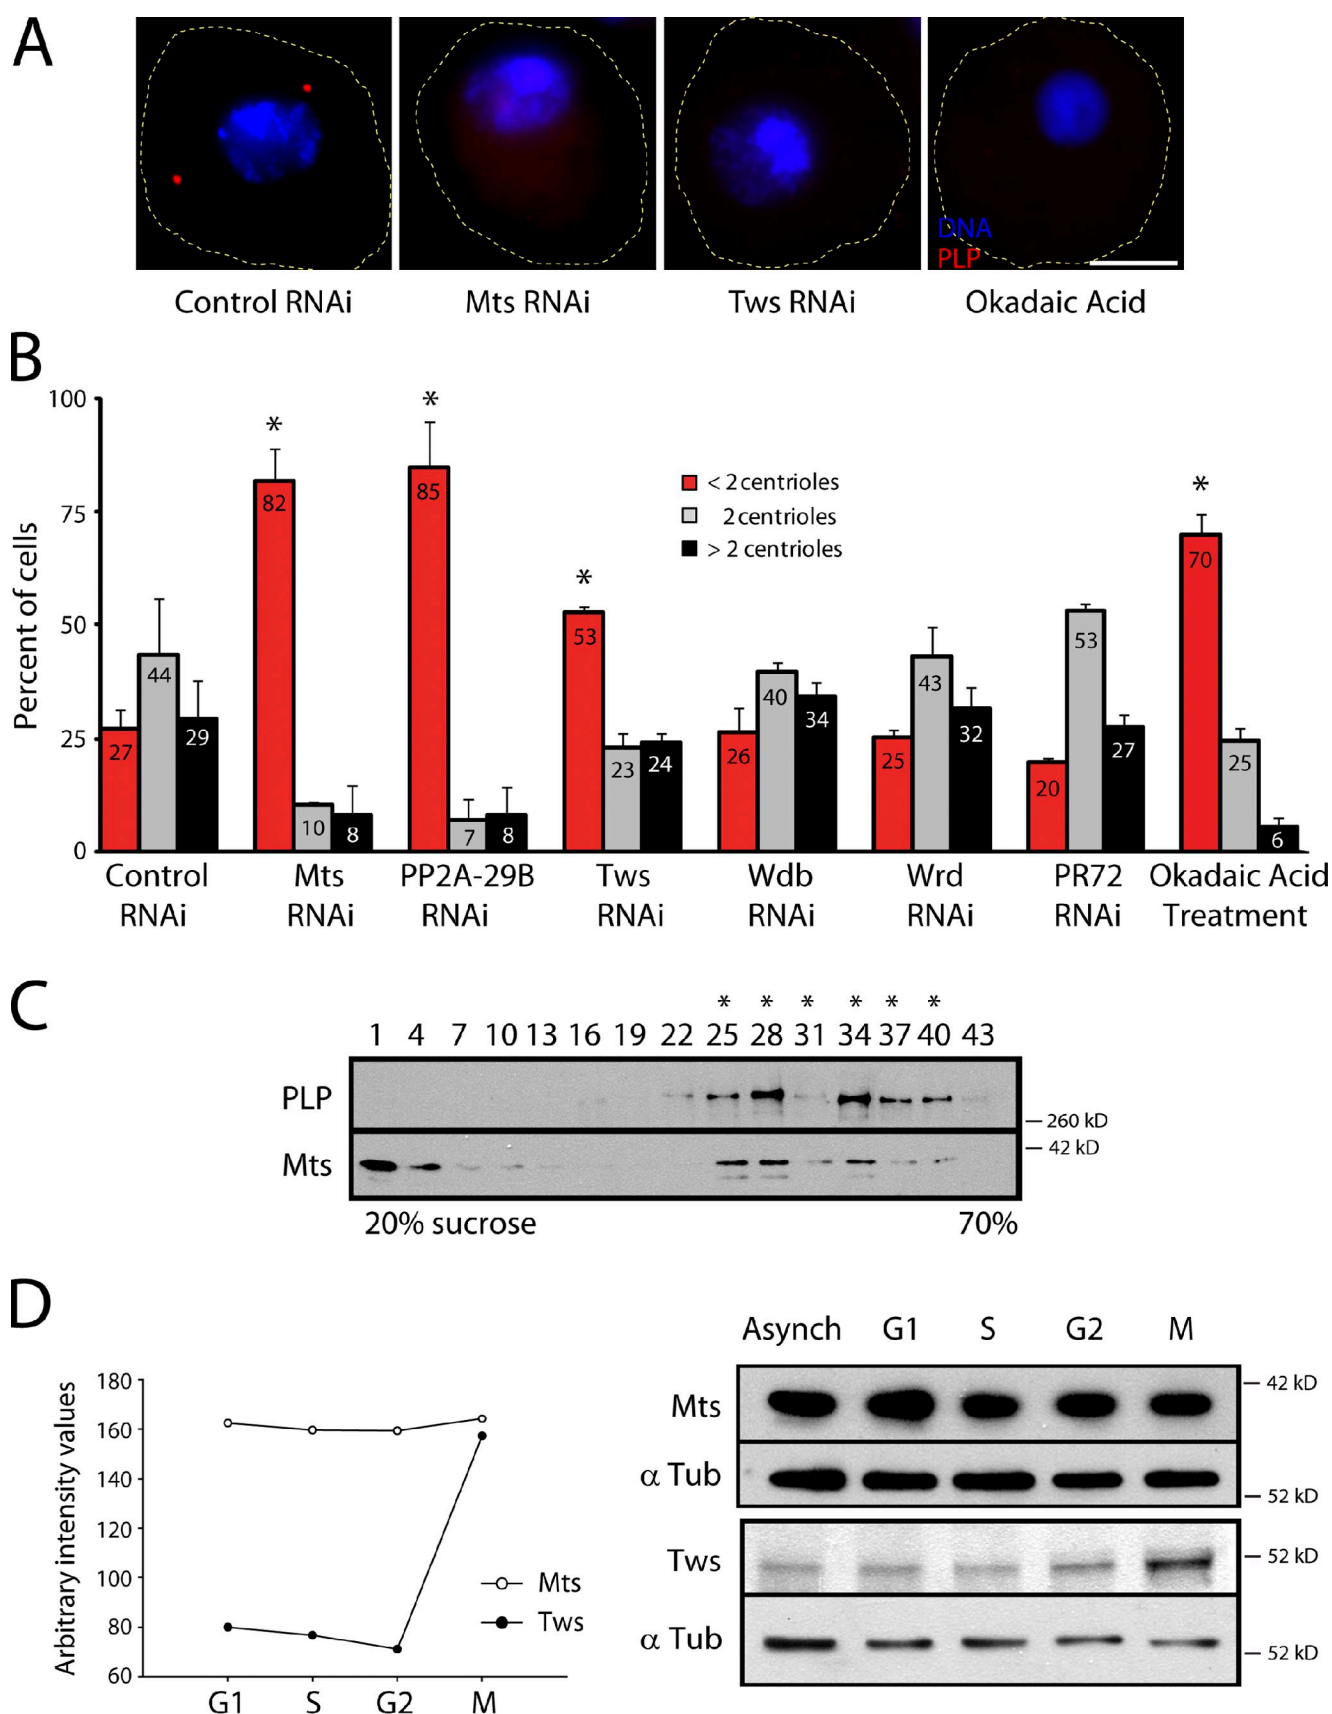 A
DNA
PLP
Control RNAi Mts RNAi Tws RNAi Okadaic Acid
B
100
75
50
25
0
Percent of cells
* * * *
< 2 centrioles
2 centrioles
> 2 centrioles
27 44 29
82 10 8
85 7 8
53 23 24
26 40 34
25 43 32
20 53 27
70 25 6
Control Mts PP2A-29B Tws Wdb Wrd PR72 Okadaic Acid
RNAi RNAi RNAi RNAi RNAi RNAi RNAi Treatment
C
* * * * * *
1 4 7 10 13 16 19 22 25 28 31 34 37 40 43
PLP
260 kD
Mts
42 kD
20% sucrose 70%
D
180
160
140
120
100
80
60
Arbitrary intensity values
Mts
Tws
G1 S G2 M
Asynch G1 S G2 M
Mts
42 kD
α Tub
52 kD
Tws
52 kD
α Tub
52 kD